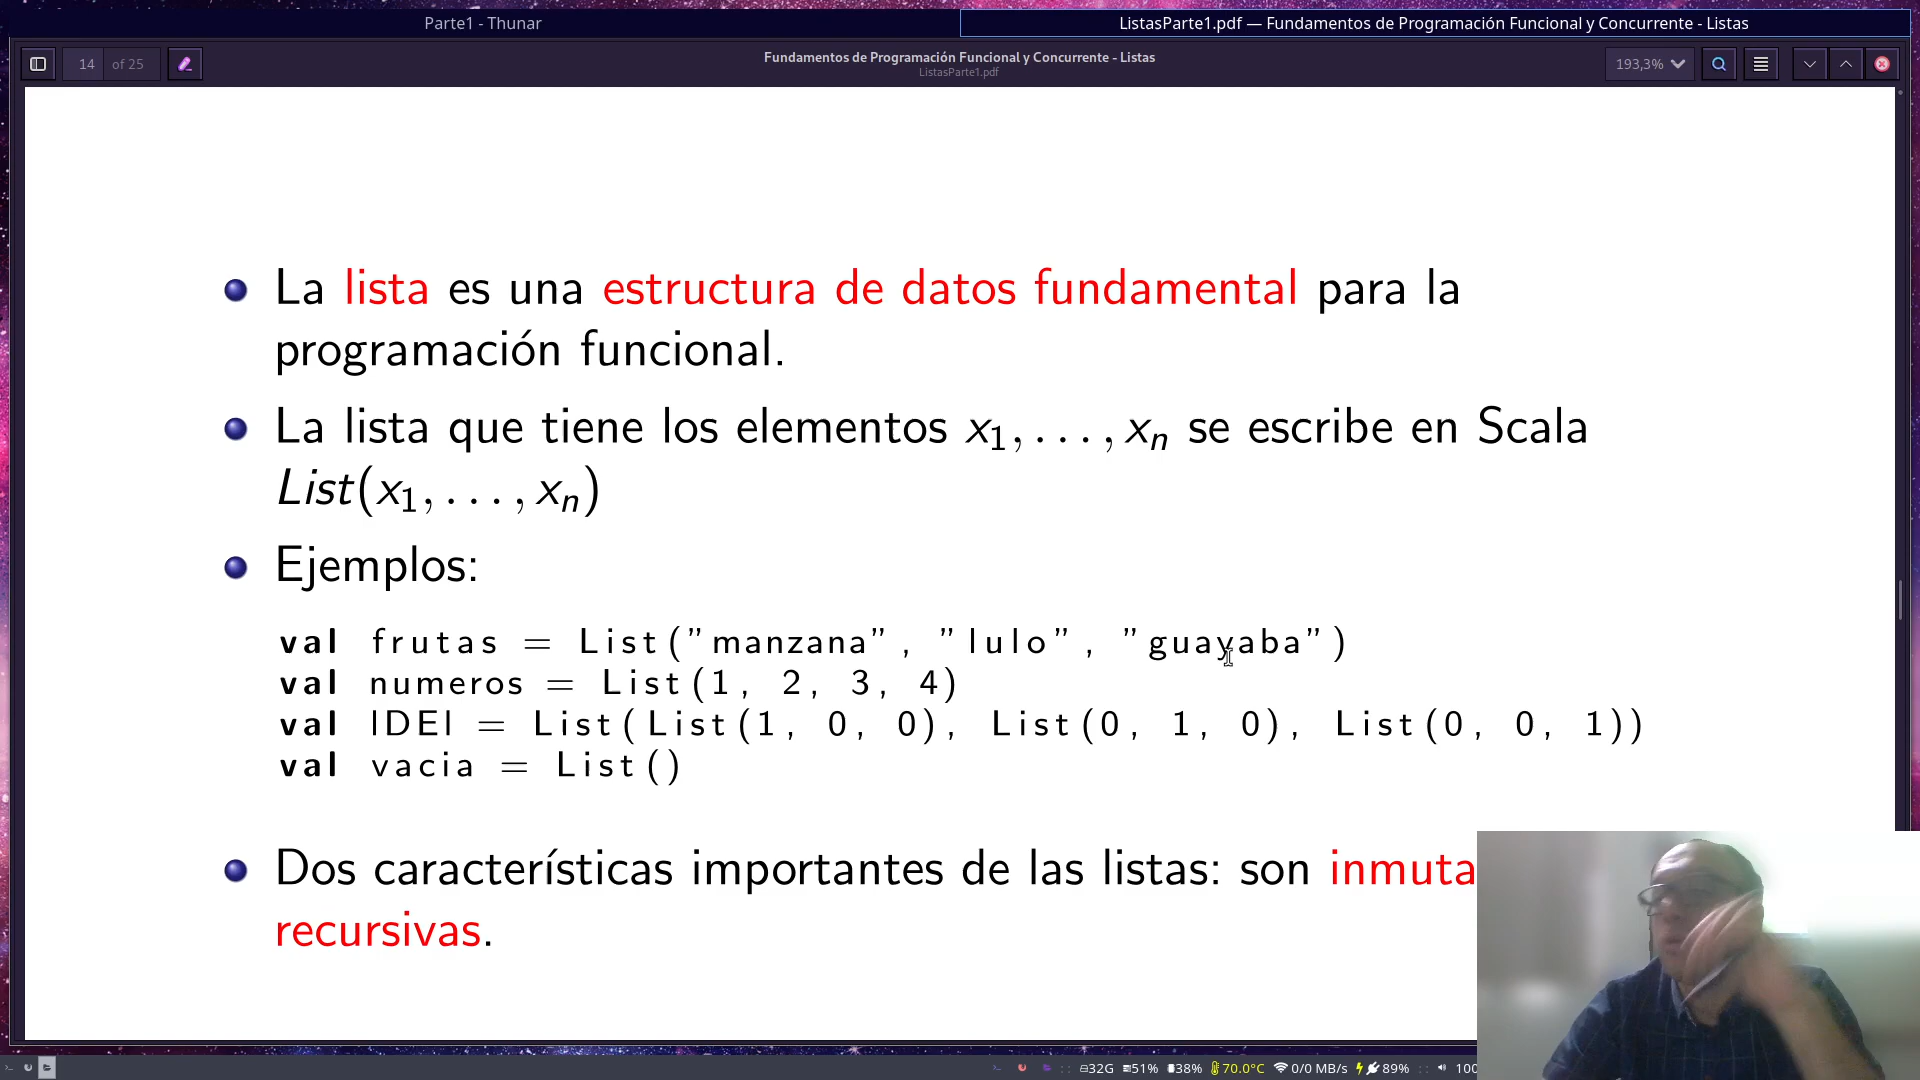 Parte1 - Thunar
ListasParte1.pdf — Fundamentos de Programación Funcional y Concurrente - Listas
14 of 25
Fundamentos de Programación Funcional y Concurrente - Listas
ListasParte1.pdf
193,3%
La lista es una estructura de datos fundamental para la
programación funcional.
La lista que tiene los elementos x1, . . . , xn se escribe en Scala
List(x1, . . . , xn)
Ejemplos:
val frutas = List("manzana", "lulo", "guayaba")
val numeros = List(1, 2, 3, 4)
val IDEI = List(List(1, 0, 0), List(0, 1, 0), List(0, 0, 1))
val vacia = List()
Dos características importantes de las listas: son inmuta
recursivas.
32G 51% 38% 70.0°C 0/0 MB/s 89% 100